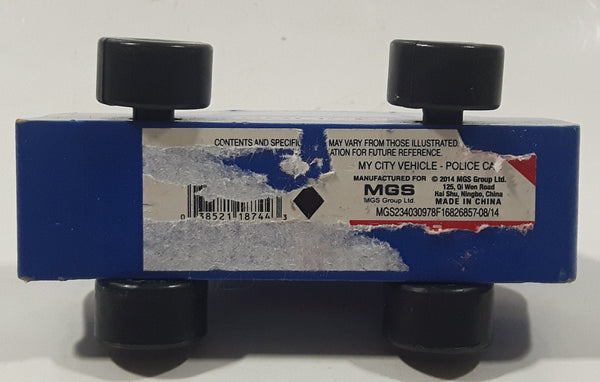 CONTENTS AND SPECIFIC MAY VARY FROM THOSE ILLUSTRATED.
ATION FOR FUTURE REFERENCE.
MY CITY VEHICLE - POLICE CA
MANUFACTURED FOR © 2014 MGS Group Ltd.
MGS 125, Qi Wen Road
MGS Group Ltd. Hai Shu, Ningbo, China
MADE IN CHINA
0 38521 18744 3
MGS234030978F16826857-08/14